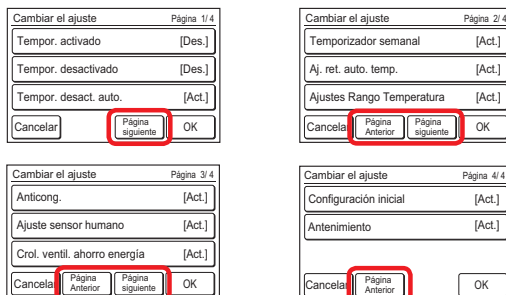 Cambiar el ajuste Página 1/4
Tempor. activado [Des.]
Tempor. desactivado [Des.]
Tempor. desact. auto. [Act.]
Cancelar Página siguiente OK
Cambiar el ajuste Página 2/4
Temporizador semanal [Act.]
Aj. ret. auto. temp. [Act.]
Ajustes Rango Temperatura [Act.]
Cancelar Página Anterior Página siguiente OK
Cambiar el ajuste Página 3/4
Anticong. [Act.]
Ajuste sensor humano [Act.]
Crol. ventil. ahorro energía [Act.]
Cancelar Página Anterior Página siguiente OK
Cambiar el ajuste Página 4/4
Configuración inicial [Act.]
Antenimiento [Act.]
Cancelar Página Anterior OK